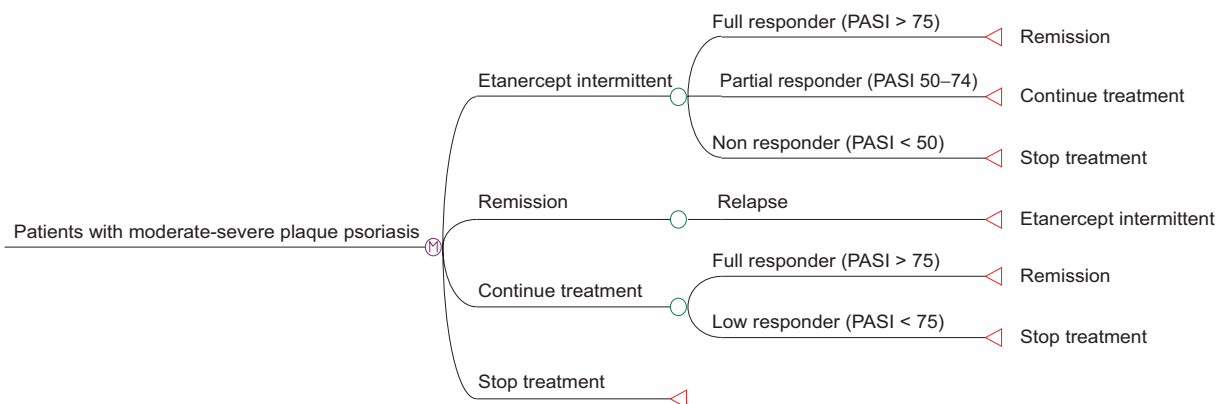 Full responder (PASI > 75)
Remission
Etanercept intermittent
Partial responder (PASI 50–74)
Continue treatment
Non responder (PASI < 50)
Stop treatment
Remission
Relapse
Etanercept intermittent
Patients with moderate-severe plaque psoriasis
M
Full responder (PASI > 75)
Remission
Continue treatment
Low responder (PASI < 75)
Stop treatment
Stop treatment